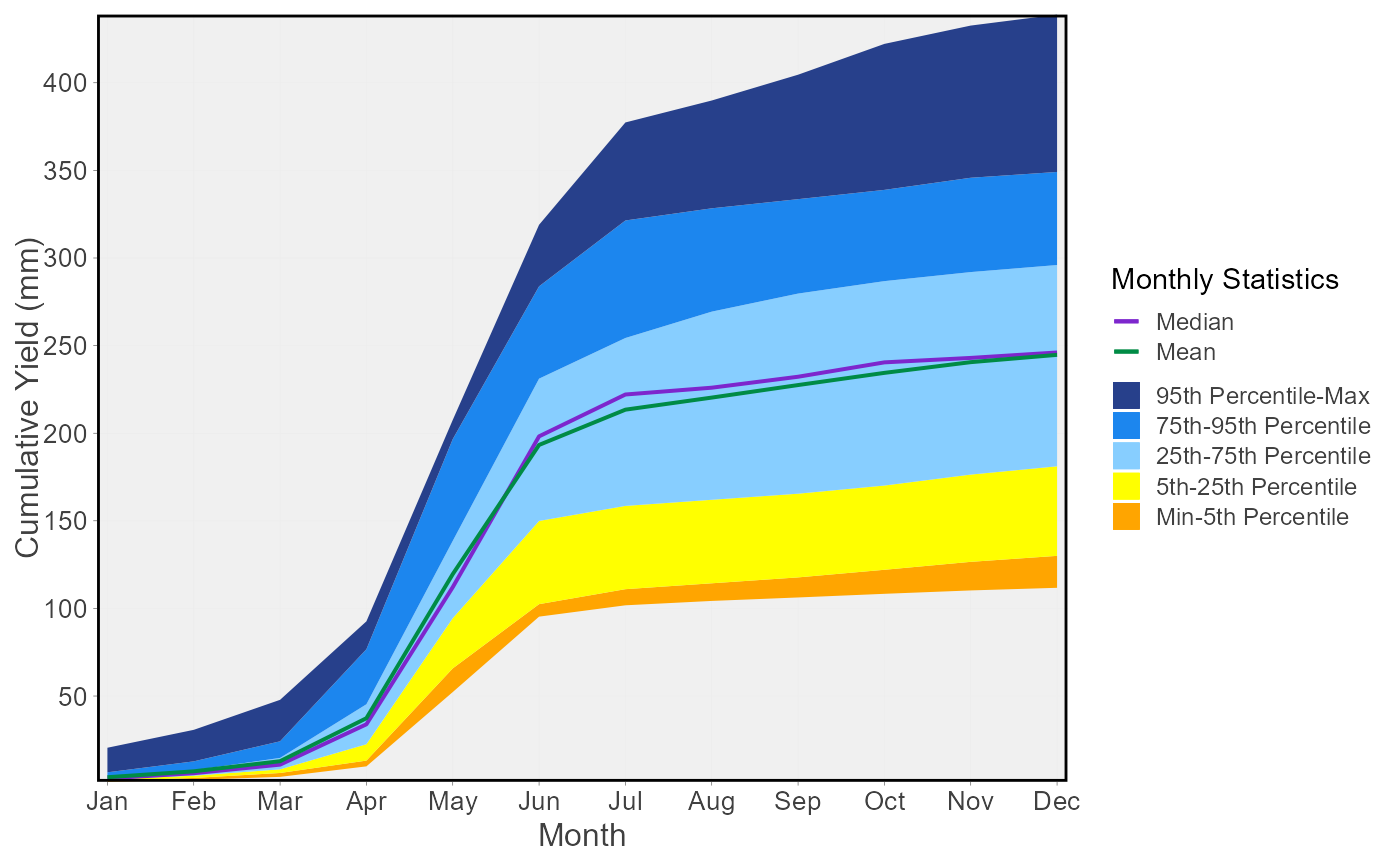 Cumulative Yield (mm)
400
350
300
250
200
150
100
50
Jan Feb Mar Apr May Jun Jul Aug Sep Oct Nov Dec
Month
Monthly Statistics
Median
Mean
95th Percentile-Max
75th-95th Percentile
25th-75th Percentile
5th-25th Percentile
Min-5th Percentile